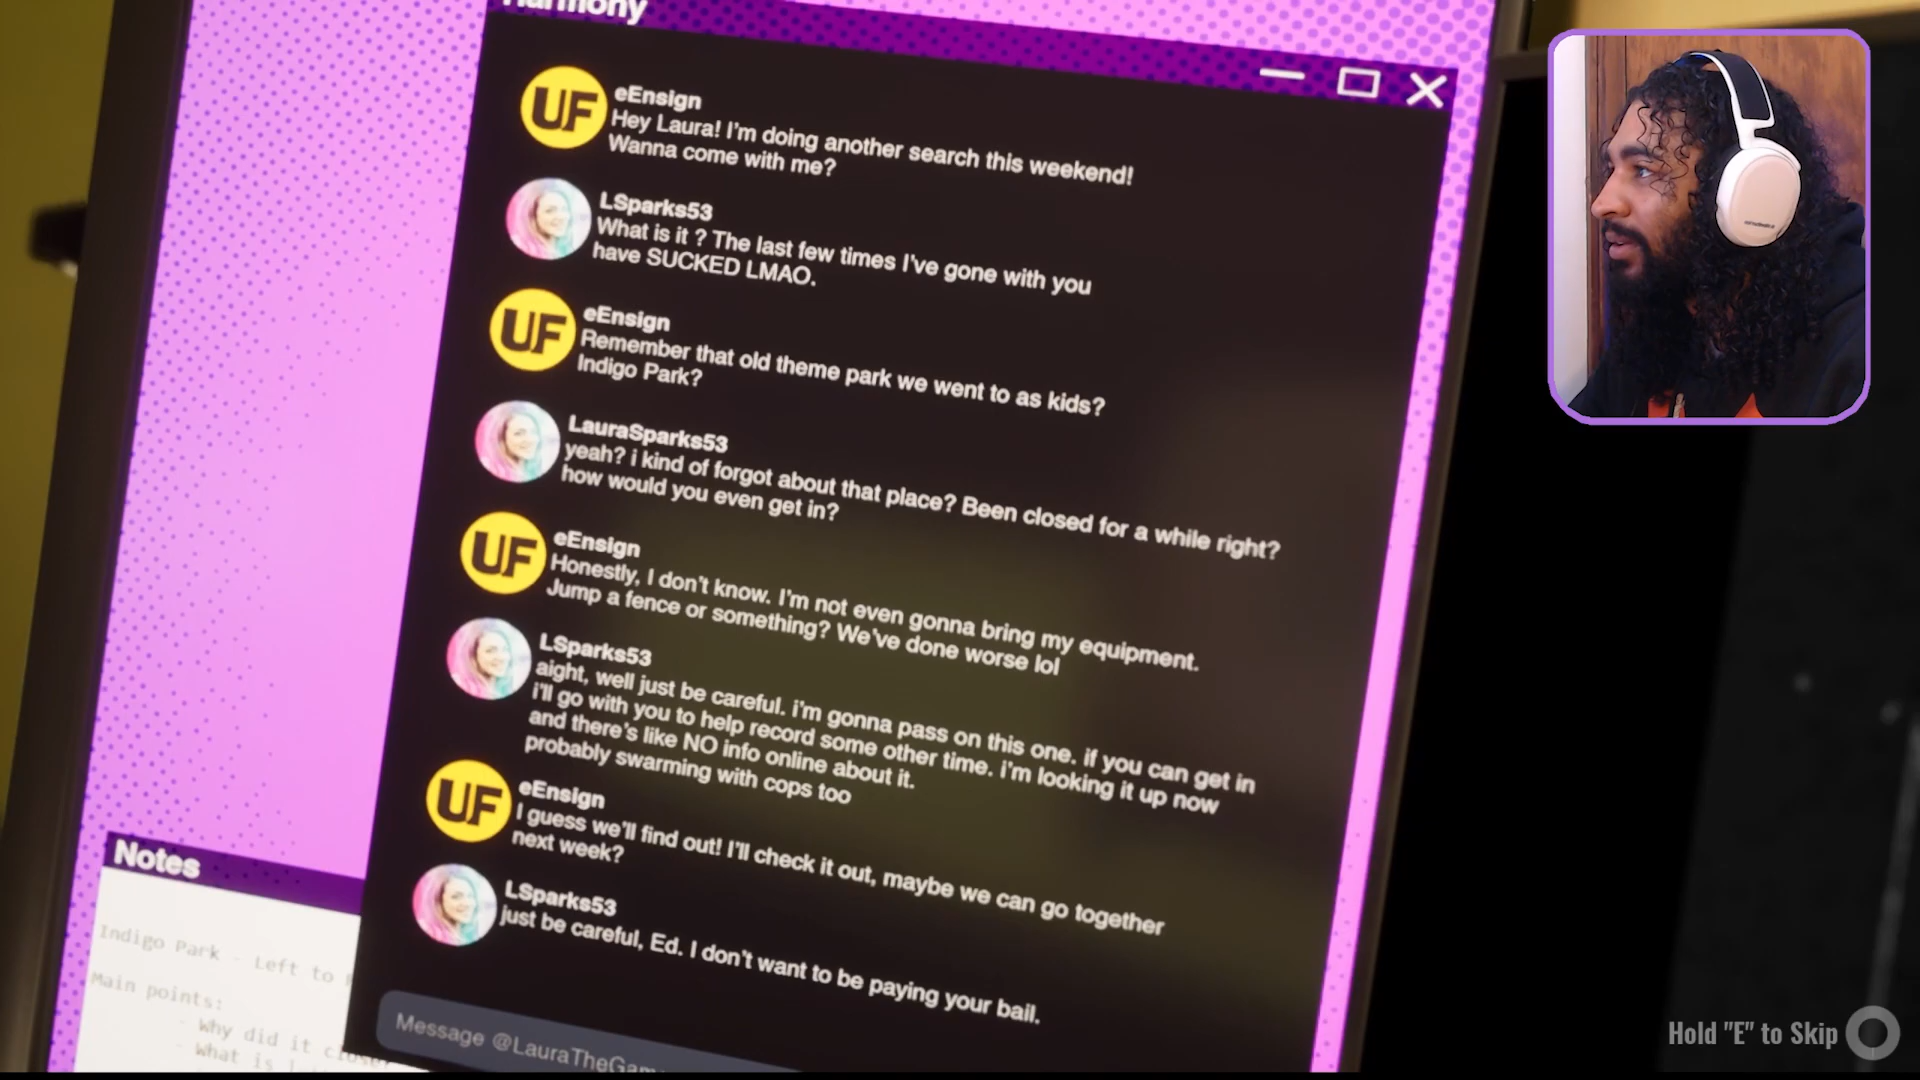 Harmony
UF
eEnsign
Hey Laura! I'm doing another search this weekend!
Wanna come with me?
LSparks53
What is it ? The last few times I've gone with you
have SUCKED LMAO.
UF
eEnsign
Remember that old theme park we went to as kids?
Indigo Park?
LauraSparks53
yeah? i kind of forgot about that place? Been closed for a while right?
how would you even get in?
UF
eEnsign
Honestly, I don't know. I'm not even gonna bring my equipment.
Jump a fence or something? We've done worse lol
LSparks53
aight, well just be careful. i'm gonna pass on this one. if you can get in
i'll go with you to help record some other time. i'm looking it up now
and there's like NO info online about it.
probably swarming with cops too
UF
eEnsign
I guess we'll find out! I'll check it out, maybe we can go together
next week?
LSparks53
just be careful, Ed. I don't want to be paying your bail.
Message @LauraTheGam
Notes
Indigo Park - Left to
Main points:
- Why did it close
- What is
Hold "E" to Skip